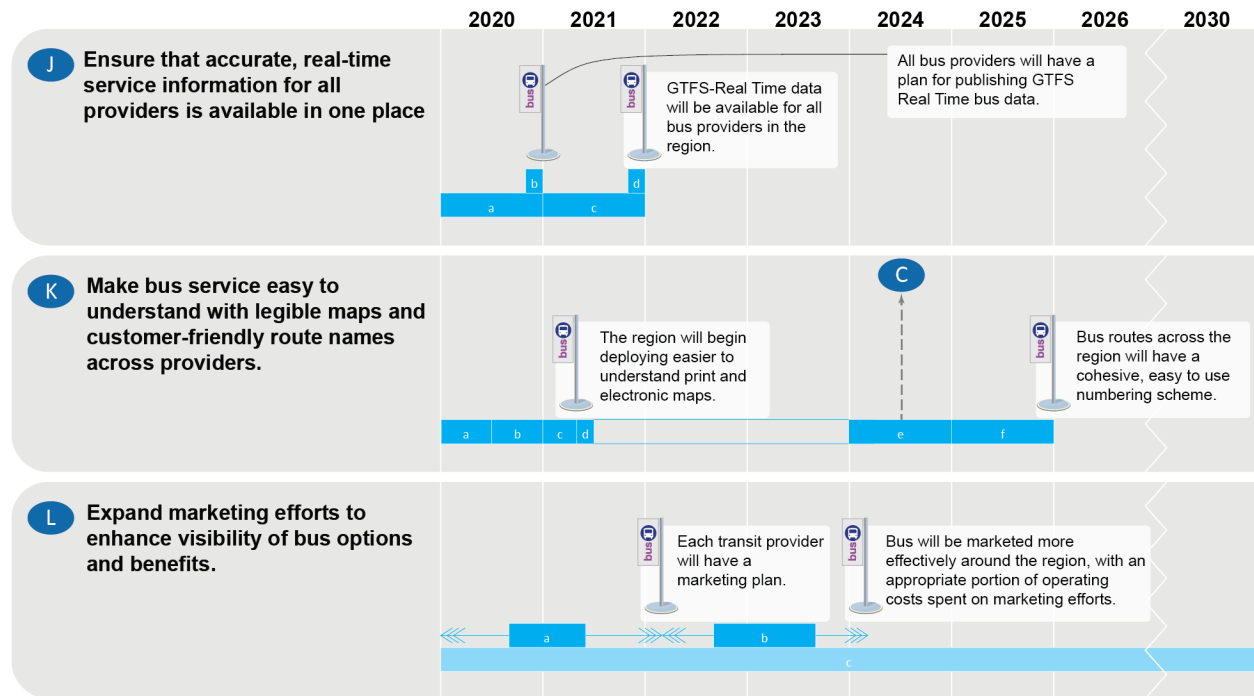 2020 2021 2022 2023 2024 2025 2026 2030
J
Ensure that accurate, real-time
service information for all
providers is available in one place
bus
bus
GTFS-Real Time data
will be available for all
bus providers in the
region.
All bus providers will have a
plan for publishing GTFS
Real Time bus data.
b
d
a
c
K
Make bus service easy to
understand with legible maps and
customer-friendly route names
across providers.
bus
The region will begin
deploying easier to
understand print and
electronic maps.
C
bus
Bus routes across the
region will have a
cohesive, easy to use
numbering scheme.
a
b
c
d
e
f
L
Expand marketing efforts to
enhance visibility of bus options
and benefits.
bus
Each transit provider
will have a
marketing plan.
bus
Bus will be marketed more
effectively around the region, with an
appropriate portion of operating
costs spent on marketing efforts.
a
b
c